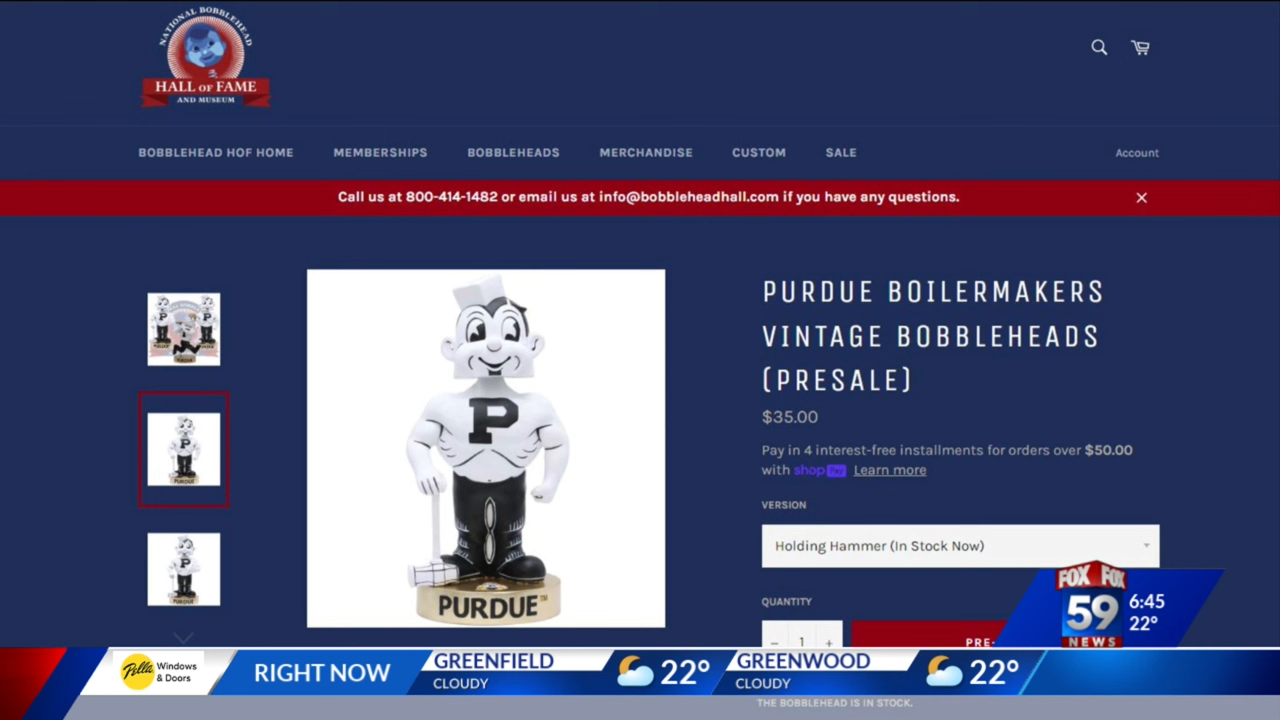 NATIONAL BOBBLEHEAD
HALL OF FAME
AND MUSEUM
BOBBLEHEAD HOF HOME
MEMBERSHIPS
BOBBLEHEADS
MERCHANDISE
CUSTOM
SALE
Account
Call us at 800-414-1482 or email us at info@bobbleheadhall.com if you have any questions.
PURDUE BOILERMAKERS
VINTAGE BOBBLEHEADS
(PRESALE)
$35.00
Pay in 4 interest-free installments for orders over $50.00
with shop Pay Learn more
VERSION
Holding Hammer (In Stock Now)
QUANTITY
− 1 +
PRE-
P
PURDUE™
FOX FOX
59
NEWS
6:45
22°
Pella Windows
& Doors
RIGHT NOW
GREENFIELD
CLOUDY
22°
GREENWOOD
CLOUDY
22°
THE BOBBLEHEAD IS IN STOCK.